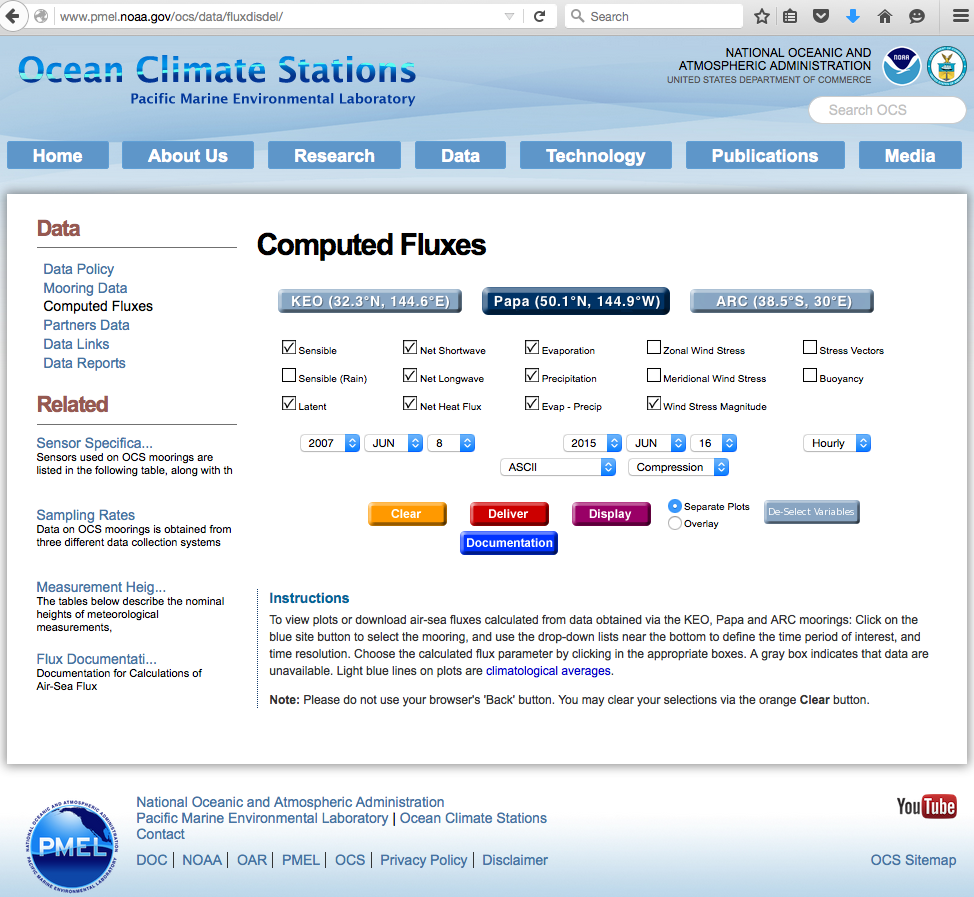 www.pmel.noaa.gov/ocs/data/fluxdisdel/
Search
Ocean Climate Stations
Pacific Marine Environmental Laboratory
NATIONAL OCEANIC AND
ATMOSPHERIC ADMINISTRATION
UNITED STATES DEPARTMENT OF COMMERCE
NOAA
Search OCS
Home About Us Research Data Technology Publications Media
Data
Data Policy
Mooring Data
Computed Fluxes
Partners Data
Data Links
Data Reports
Related
Sensor Specifica...
Sensors used on OCS moorings are
listed in the following table, along with th
Sampling Rates
Data on OCS moorings is obtained from
three different data collection systems
Measurement Heig...
The tables below describe the nominal
heights of meteorological
measurements,
Flux Documentati...
Documentation for Calculations of
Air-Sea Flux
Computed Fluxes
KEO (32.3°N, 144.6°E) Papa (50.1°N, 144.9°W) ARC (38.5°S, 30°E)
Sensible Net Shortwave Evaporation Zonal Wind Stress Stress Vectors
Sensible (Rain) Net Longwave Precipitation Meridional Wind Stress Buoyancy
Latent Net Heat Flux Evap - Precip Wind Stress Magnitude
2007 JUN 8 2015 JUN 16 Hourly
ASCII Compression
Clear Deliver Display Separate Plots De-Select Variables
Overlay
Documentation
Instructions
To view plots or download air-sea fluxes calculated from data obtained via the KEO, Papa and ARC moorings: Click on the
blue site button to select the mooring, and use the drop-down lists near the bottom to define the time period of interest, and
time resolution. Choose the calculated flux parameter by clicking in the appropriate boxes. A gray box indicates that data are
unavailable. Light blue lines on plots are climatological averages.
Note: Please do not use your browser's 'Back' button. You may clear your selections via the orange Clear button.
NATIONAL OCEANIC AND ATMOSPHERIC ADMINISTRATION
PMEL
PACIFIC MARINE ENVIRONMENTAL LABORATORY
National Oceanic and Atmospheric Administration
Pacific Marine Environmental Laboratory | Ocean Climate Stations
Contact
DOC | NOAA | OAR | PMEL | OCS | Privacy Policy | Disclaimer
YouTube
OCS Sitemap